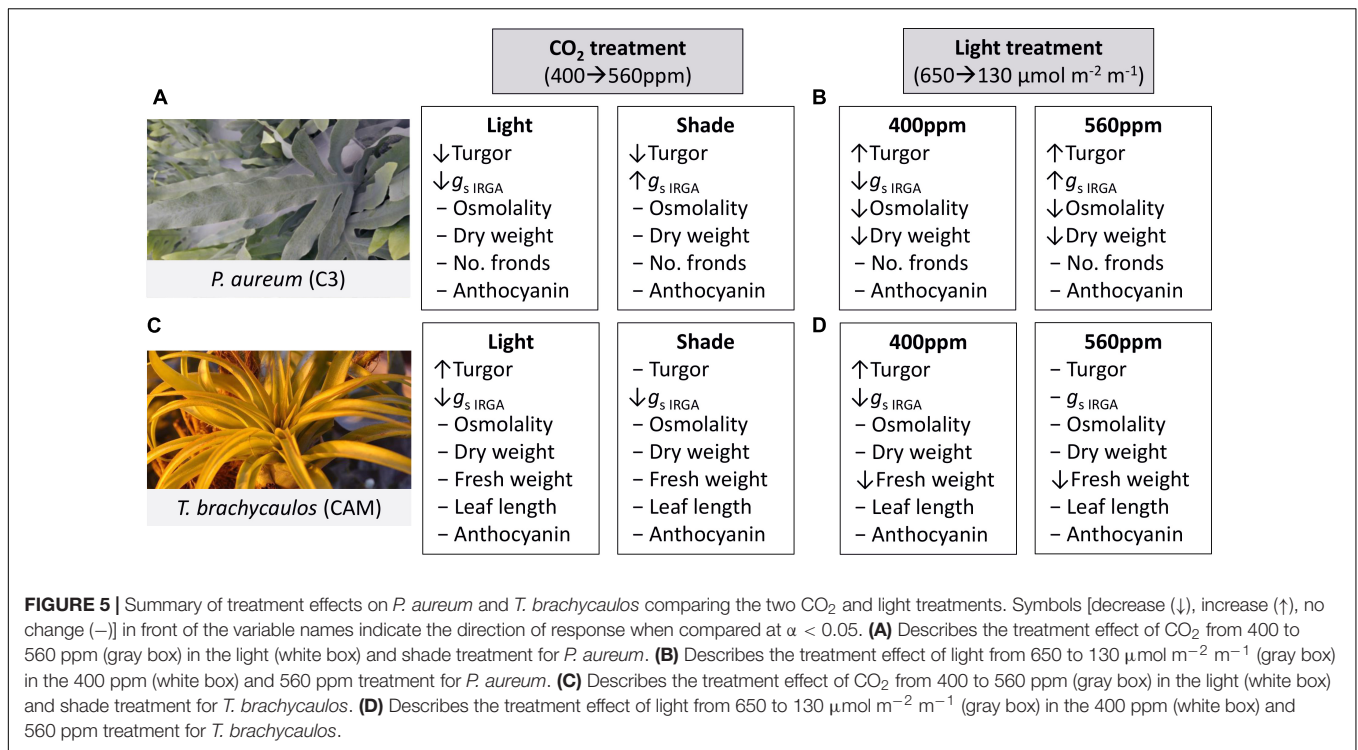 CO₂ treatment
(400→560ppm)
Light treatment
(650→130 µmol m⁻² m⁻¹)
A
P. aureum (C3)
Light
↓Turgor
↓gs IRGA
– Osmolality
– Dry weight
– No. fronds
– Anthocyanin
Shade
↓Turgor
↑gs IRGA
– Osmolality
– Dry weight
– No. fronds
– Anthocyanin
B
400ppm
↑Turgor
↓gs IRGA
↓Osmolality
↓Dry weight
– No. fronds
– Anthocyanin
560ppm
↑Turgor
↑gs IRGA
↓Osmolality
↓Dry weight
– No. fronds
– Anthocyanin
C
T. brachycaulos (CAM)
Light
↑Turgor
↓gs IRGA
– Osmolality
– Dry weight
– Fresh weight
– Leaf length
– Anthocyanin
Shade
– Turgor
↓gs IRGA
– Osmolality
– Dry weight
– Fresh weight
– Leaf length
– Anthocyanin
D
400ppm
↑Turgor
↓gs IRGA
– Osmolality
– Dry weight
↓Fresh weight
– Leaf length
– Anthocyanin
560ppm
– Turgor
– gs IRGA
– Osmolality
– Dry weight
↓Fresh weight
– Leaf length
– Anthocyanin
FIGURE 5 | Summary of treatment effects on P. aureum and T. brachycaulos comparing the two CO₂ and light treatments. Symbols [decrease (↓), increase (↑), no
change (–)] in front of the variable names indicate the direction of response when compared at α < 0.05. (A) Describes the treatment effect of CO₂ from 400 to
560 ppm (gray box) in the light (white box) and shade treatment for P. aureum. (B) Describes the treatment effect of light from 650 to 130 µmol m⁻² m⁻¹ (gray box)
in the 400 ppm (white box) and 560 ppm treatment for P. aureum. (C) Describes the treatment effect of CO₂ from 400 to 560 ppm (gray box) in the light (white box)
and shade treatment for T. brachycaulos. (D) Describes the treatment effect of light from 650 to 130 µmol m⁻² m⁻¹ (gray box) in the 400 ppm (white box) and
560 ppm treatment for T. brachycaulos.